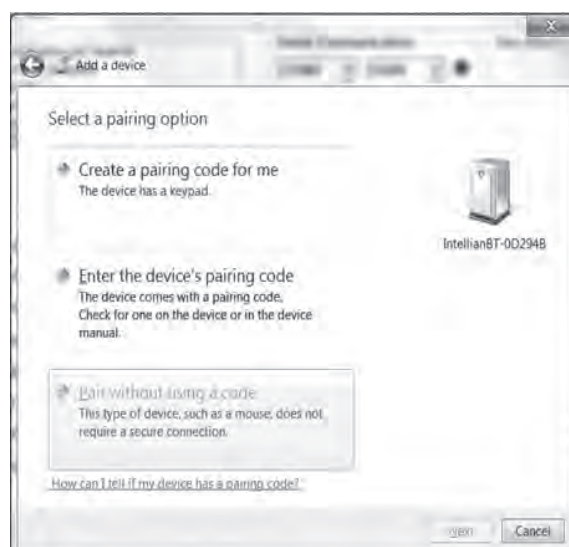 Add a device
Select a pairing option
Create a pairing code for me
The device has a keypad.
IntellianBT-0D294B
Enter the device's pairing code
The device comes with a pairing code.
Check for one on the device or in the device
manual.
Pair without using a code
This type of device, such as a mouse, does not
require a secure connection.
How can I tell if my device has a pairing code?
Next
Cancel